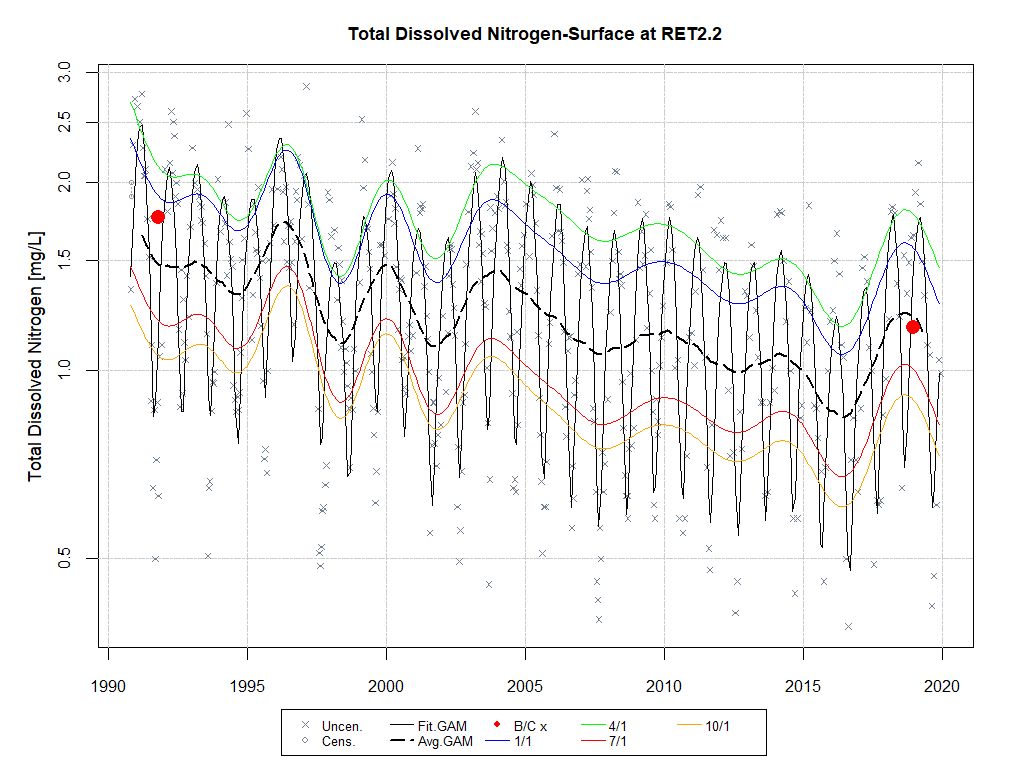 Total Dissolved Nitrogen-Surface at RET2.2
Total Dissolved Nitrogen [mg/L]
3.0
2.5
2.0
1.5
1.0
0.5
1990 1995 2000 2005 2010 2015 2020
Uncen. Fit.GAM B/C x 4/1 10/1
Cens. Avg.GAM 1/1 7/1